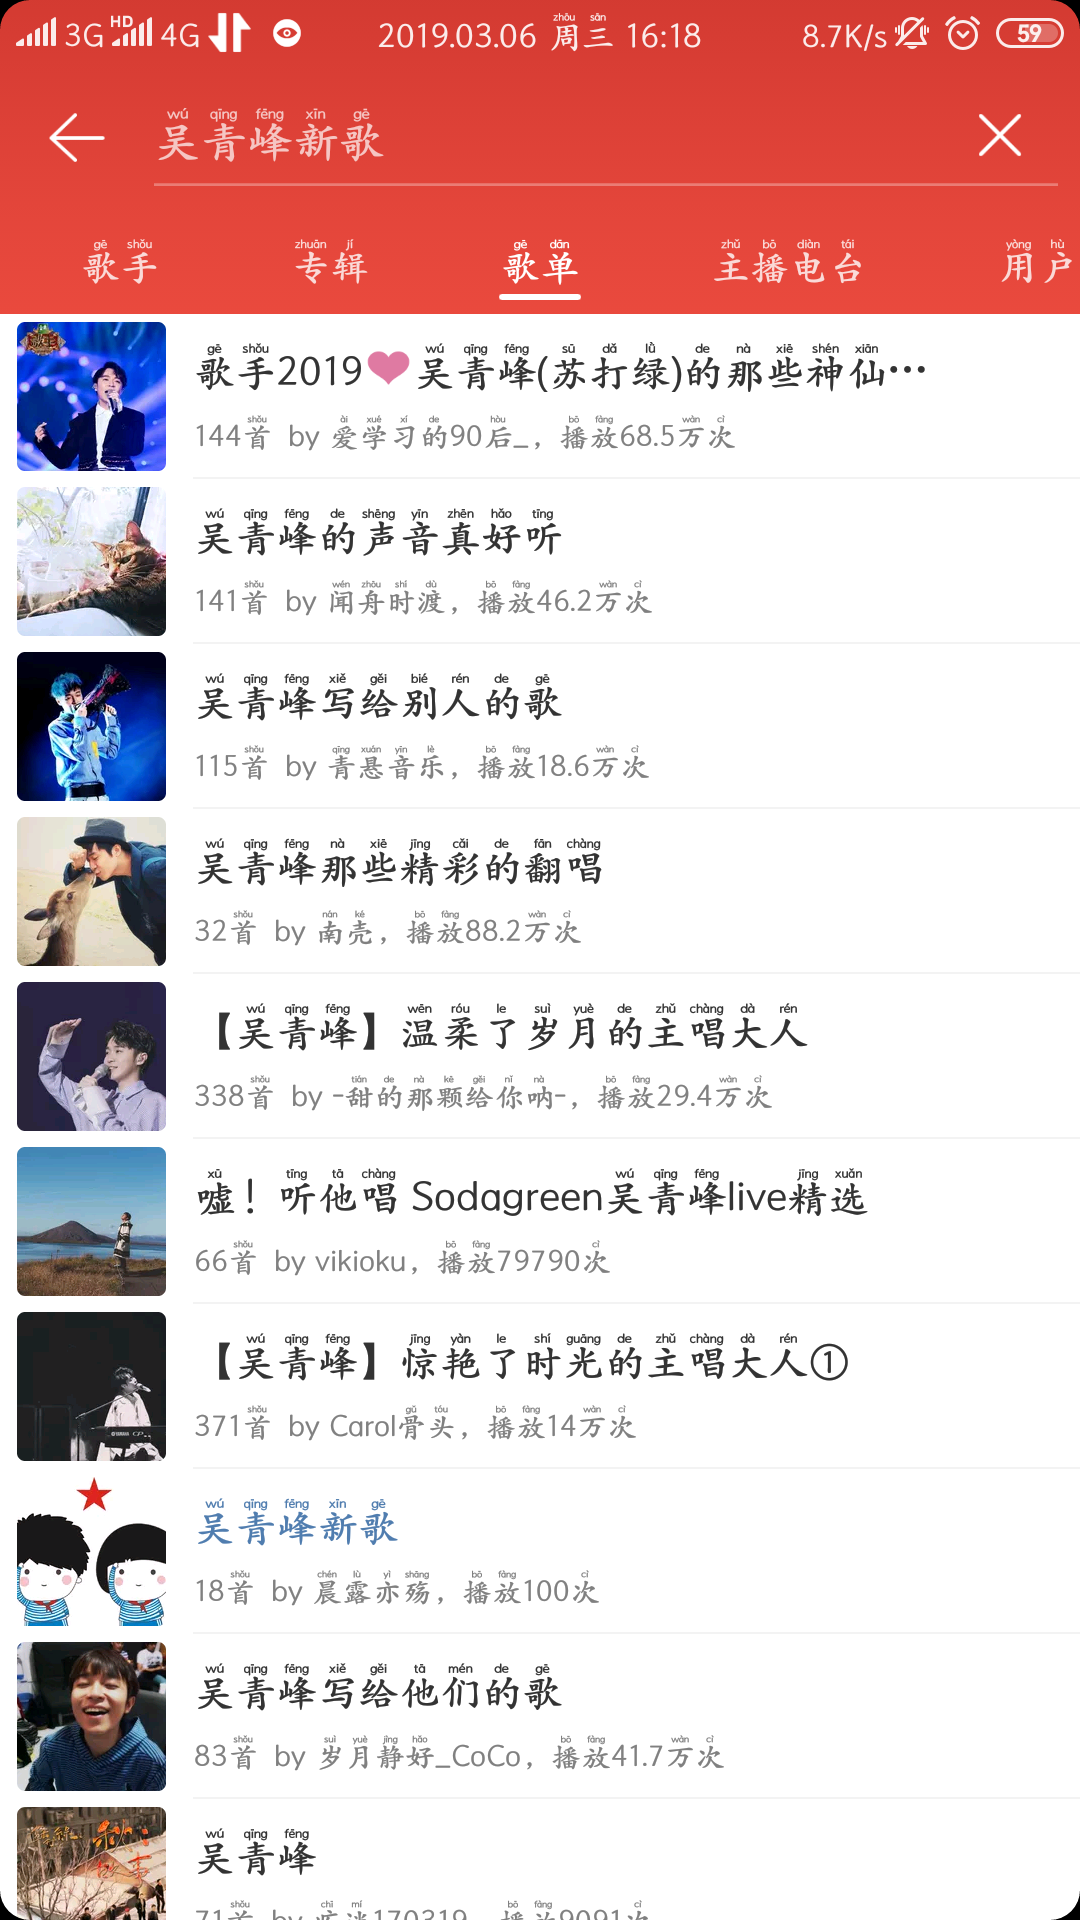 3G HD 4G 2019.03.06 周三 16:18 8.7K/s 59
吴青峰新歌
歌手 专辑 歌单 主播电台 用户
歌手2019❤吴青峰(苏打绿)的那些神仙…
144首 by 爱学习的90后_，播放68.5万次
吴青峰的声音真好听
141首 by 闻舟时渡，播放46.2万次
吴青峰写给别人的歌
115首 by 青悬音乐，播放18.6万次
吴青峰那些精彩的翻唱
32首 by 南壳，播放88.2万次
【吴青峰】温柔了岁月的主唱大人
338首 by -甜的那颗给你呐-，播放29.4万次
嘘！听他唱 Sodagreen吴青峰live精选
66首 by vikioku，播放79790次
【吴青峰】惊艳了时光的主唱大人①
371首 by Carol骨头，播放14万次
吴青峰新歌
18首 by 晨露亦殇，播放100次
吴青峰写给他们的歌
83首 by 岁月静好_CoCo，播放41.7万次
吴青峰
71首 by 170319，播放9091次